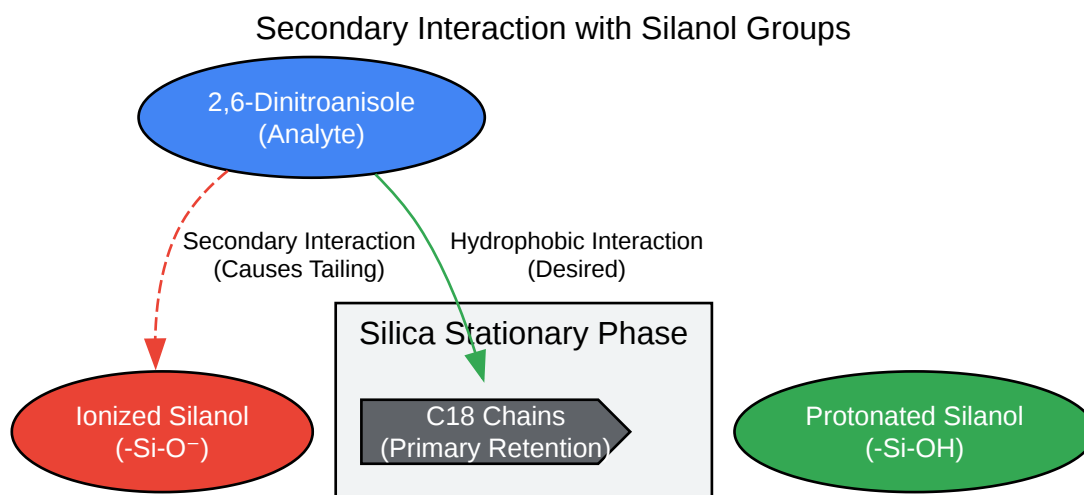 Secondary Interaction with Silanol Groups
2,6-Dinitroanisole
(Analyte)
Secondary Interaction
(Causes Tailing)
Hydrophobic Interaction
(Desired)
Silica Stationary Phase
Ionized Silanol
(-Si-O⁻)
C18 Chains
(Primary Retention)
Protonated Silanol
(-Si-OH)